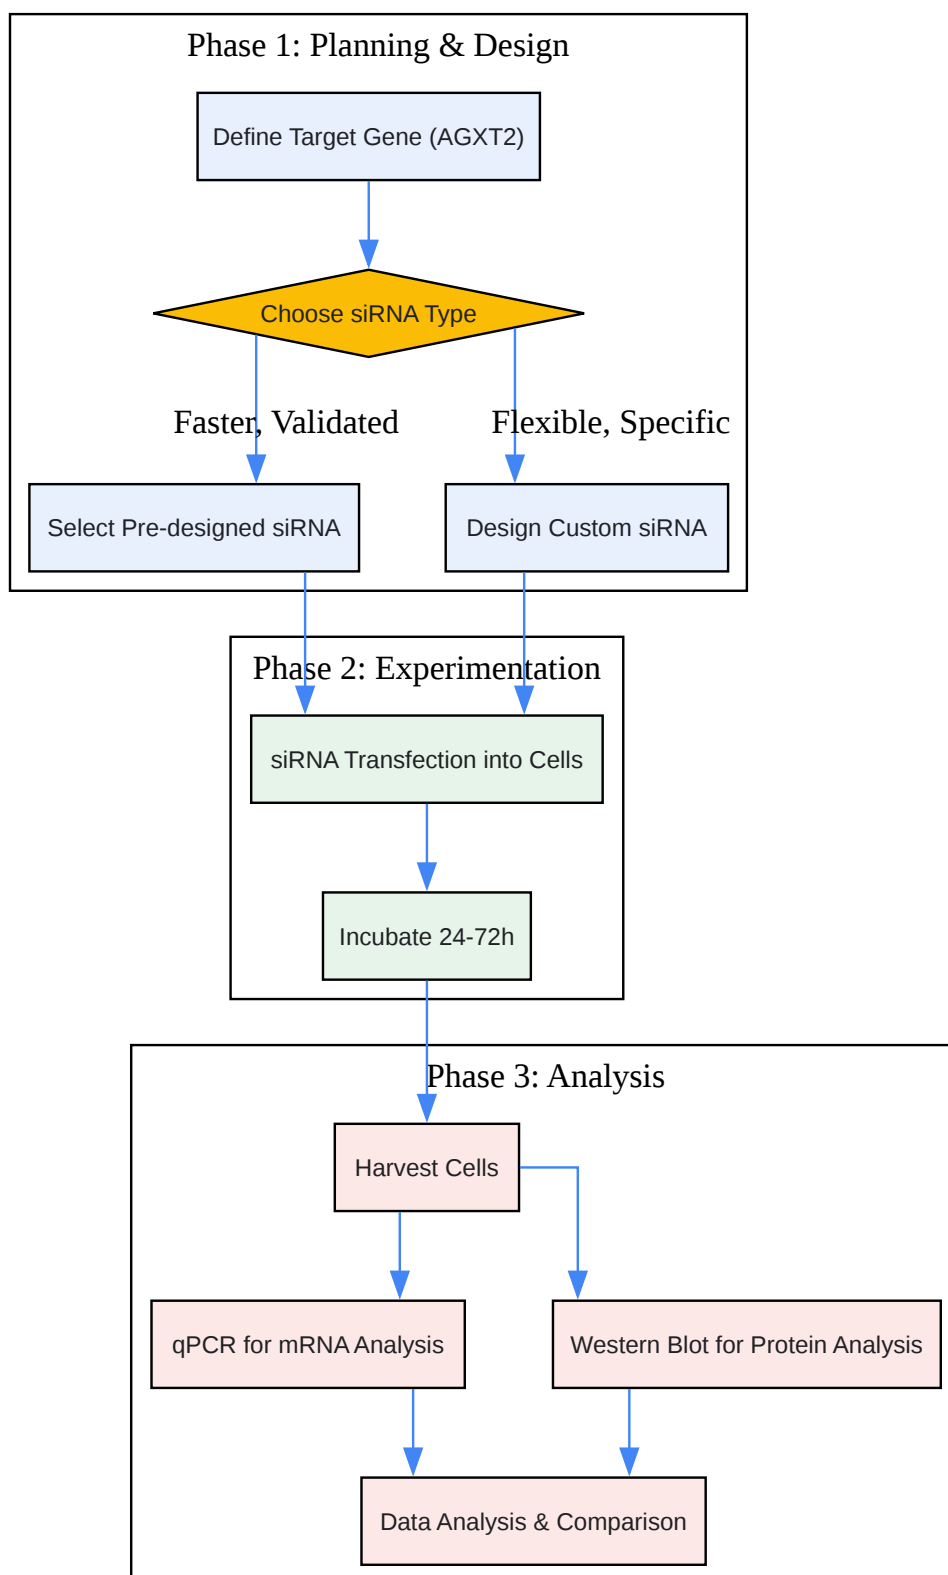 Phase 1: Planning & Design
Define Target Gene (AGXT2)
Choose siRNA Type
Faster, Validated
Flexible, Specific
Select Pre-designed siRNA
Design Custom siRNA
Phase 2: Experimentation
siRNA Transfection into Cells
Incubate 24-72h
Phase 3: Analysis
Harvest Cells
qPCR for mRNA Analysis
Western Blot for Protein Analysis
Data Analysis & Comparison